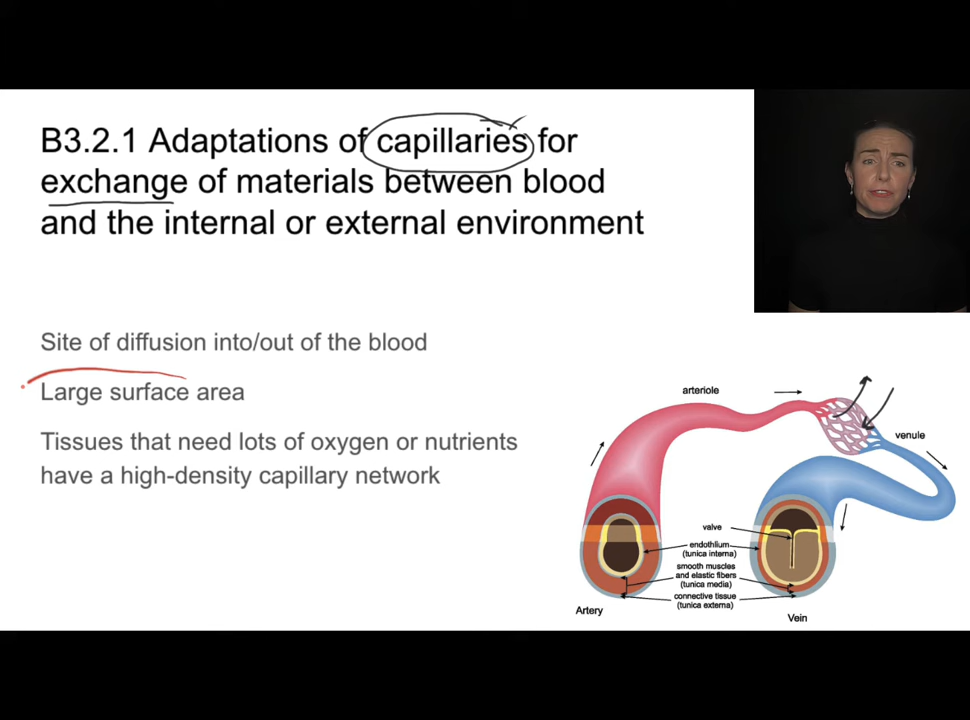 B3.2.1 Adaptations of capillaries for
exchange of materials between blood
and the internal or external environment
Site of diffusion into/out of the blood
Large surface area
Tissues that need lots of oxygen or nutrients
have a high-density capillary network
arteriole
venule
valve
endothlium
(tunica interna)
smooth muscles
and elastic fibers
(tunica media)
connective tissue
(tunica externa)
Artery
Vein